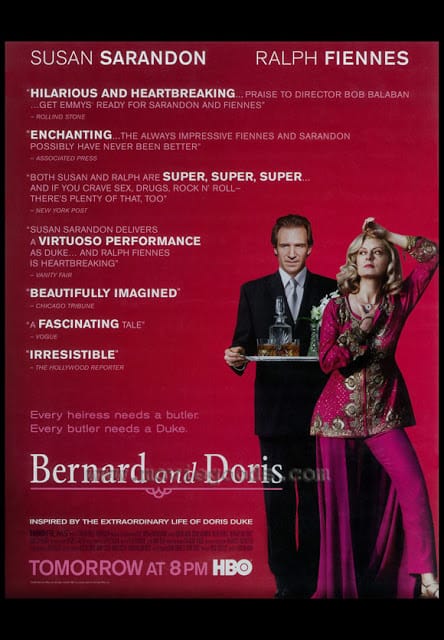 SUSAN SARANDON RALPH FIENNES
"HILARIOUS AND HEARTBREAKING... PRAISE TO DIRECTOR BOB BALABAN
...GET EMMYS' READY FOR SARANDON AND FIENNES"
– ROLLING STONE
"ENCHANTING...THE ALWAYS IMPRESSIVE FIENNES AND SARANDON
POSSIBLY HAVE NEVER BEEN BETTER"
– ASSOCIATED PRESS
"BOTH SUSAN AND RALPH ARE SUPER, SUPER, SUPER...
AND IF YOU CRAVE SEX, DRUGS, ROCK N' ROLL–
THERE'S PLENTY OF THAT, TOO"
– NEW YORK POST
"SUSAN SARANDON DELIVERS
A VIRTUOSO PERFORMANCE
AS DUKE... AND RALPH FIENNES
IS HEARTBREAKING"
– VANITY FAIR
"BEAUTIFULLY IMAGINED"
– CHICAGO TRIBUNE
"A FASCINATING TALE"
– VOGUE
"IRRESISTIBLE"
– THE HOLLYWOOD REPORTER
Every heiress needs a butler.
Every butler needs a Duke.
Bernard and Doris
.com
INSPIRED BY THE EXTRAORDINARY LIFE OF DORIS DUKE
TOMORROW AT 8PM HBO